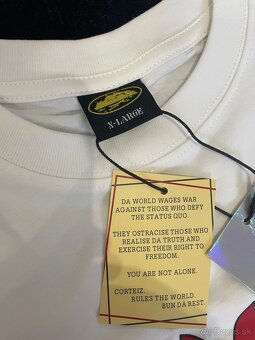 X-LARGE
DA WORLD WAGES WAR
AGAINST THOSE WHO DEFY
THE STATUS QUO.
THEY OSTRACISE THOSE WHO
REALISE DA TRUTH AND
EXERCISE THEIR RIGHT TO
FREEDOM.
YOU ARE NOT ALONE.
CORTEIZ.
RULES THE WORLD.
BUN DA REST.